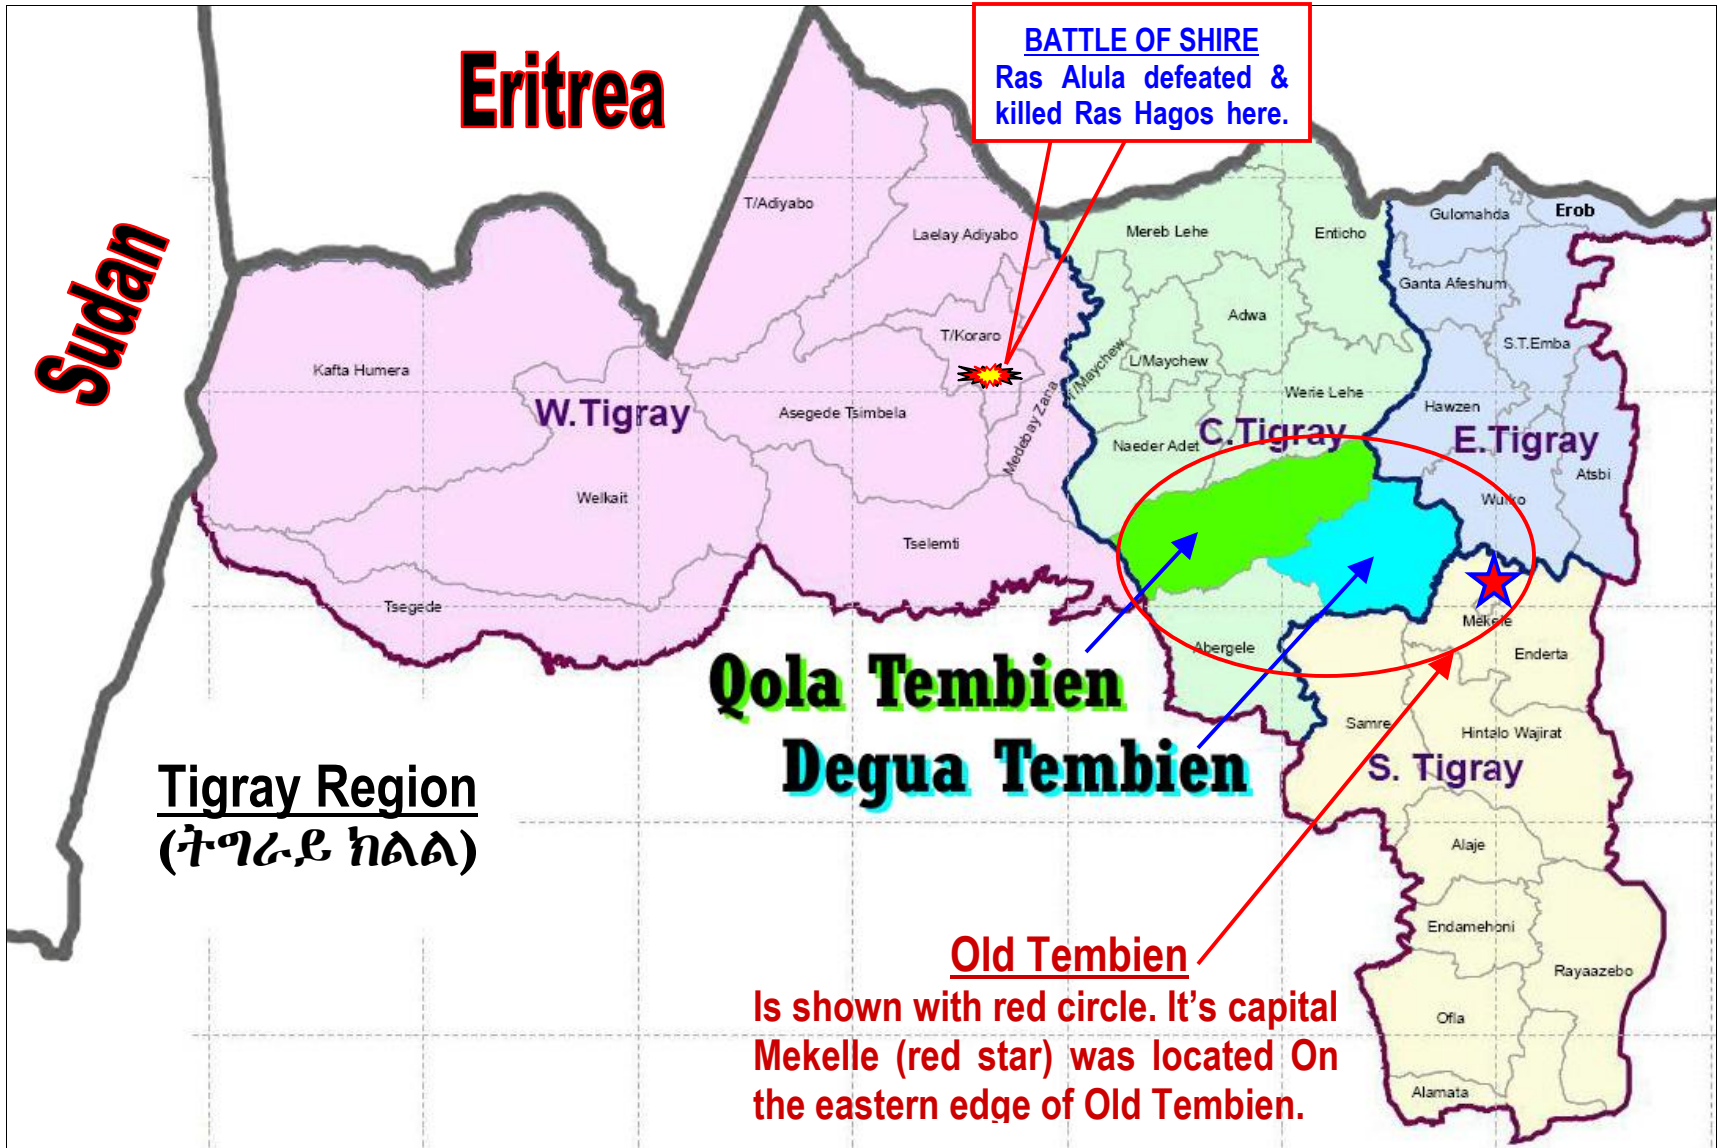 BATTLE OF SHIRE
Ras Alula defeated &
killed Ras Hagos here.
Eritrea
Sudan
T/Adiyabo
Laelay Adiyabo
Mereb Lehe
Enticho
Gulomahda
Erob
Ganta Afeshum
Adwa
T/Koraro
S.T.Emba
L/Maychew
T/Maychew
Kafta Humera
Werie Lehe
W.Tigray
Asegede Tsimbela
Medebay Zana
Hawzen
C.Tigray
E.Tigray
Naeder Adet
Atsbi
Welkait
Wulko
Tselemti
Tsegede
Mekele
Abergele
Enderta
Qola Tembien
Samre
Hintalo Wajirat
Degua Tembien
S. Tigray
Tigray Region
(ትግራይ ክልል)
Alaje
Endamehoni
Rayaazebo
Ofla
Alamata
Old Tembien
Is shown with red circle. It's capital
Mekelle (red star) was located On
the eastern edge of Old Tembien.